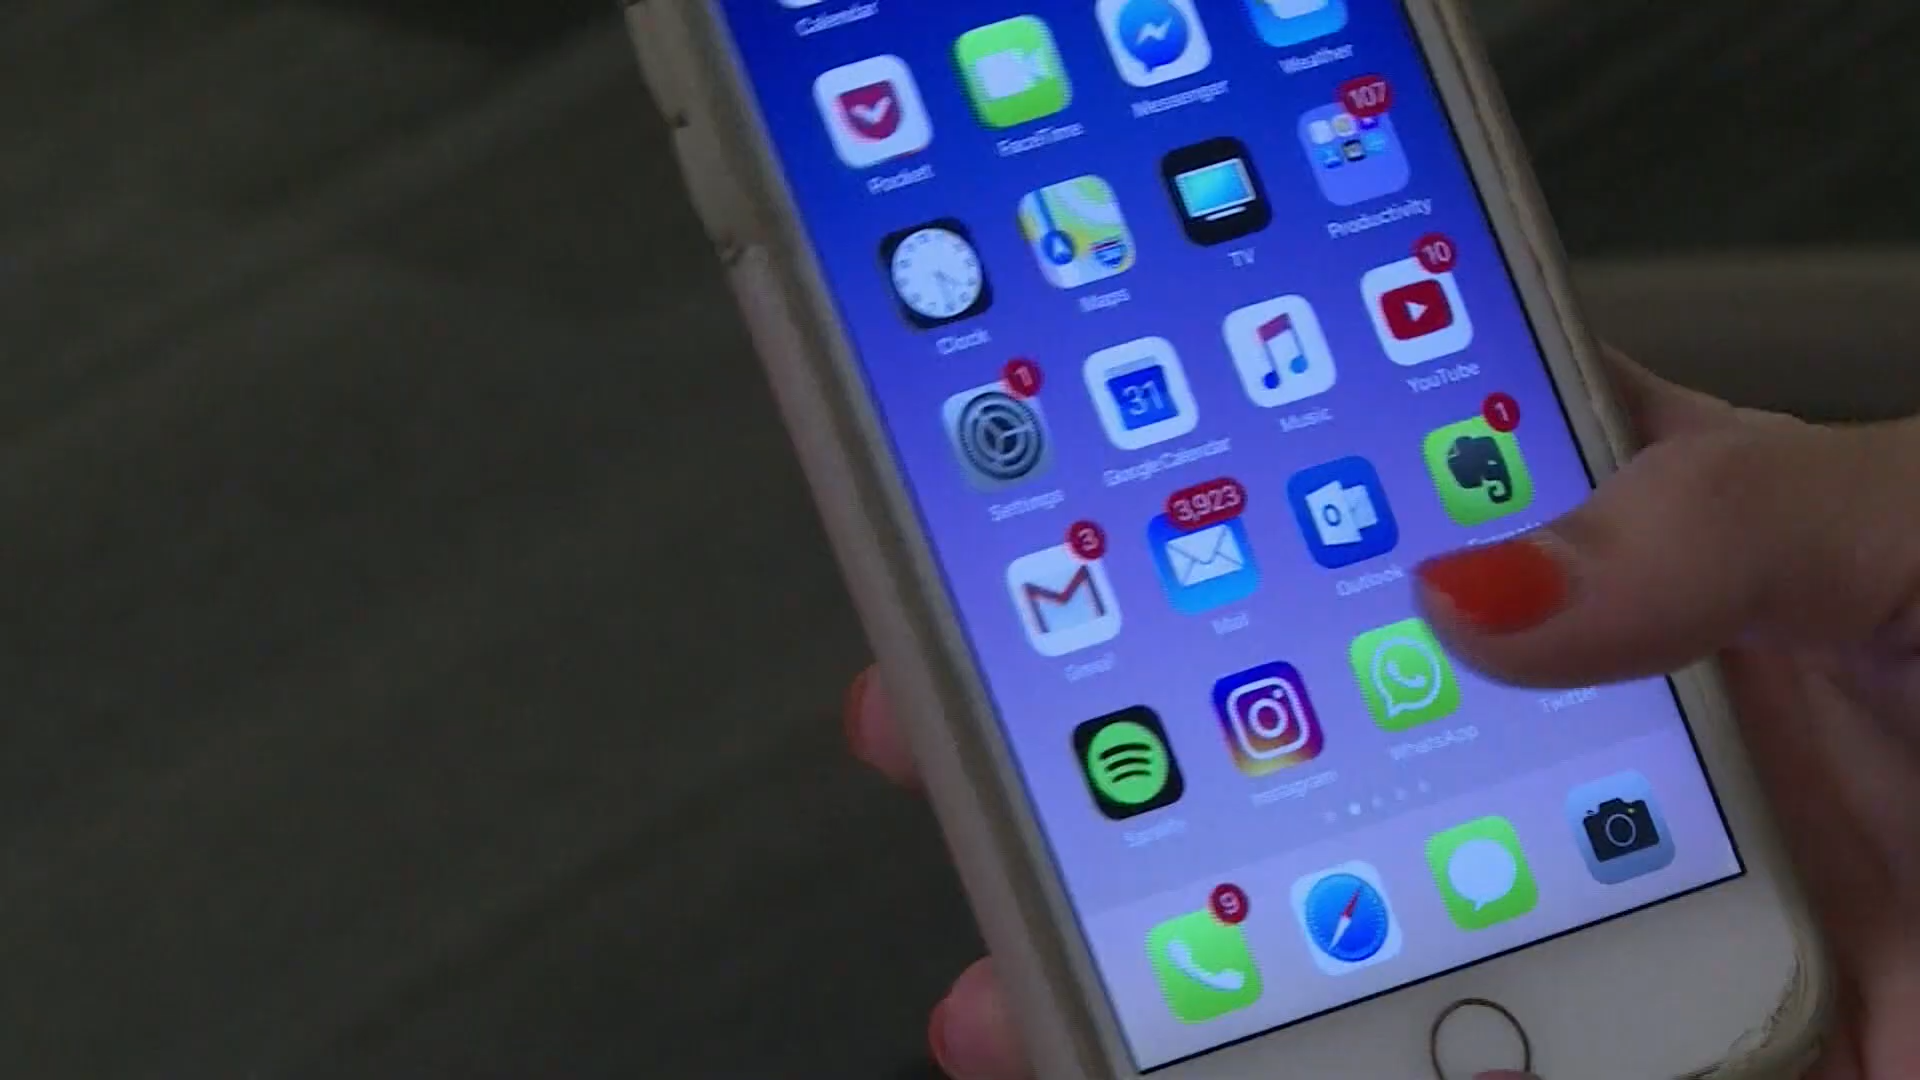 Calendar
Pocket
FaceTime
Messenger
Weather
107
Clock
Maps
TV
Productivity
1
Settings
31
Google Calendar
Music
10
YouTube
3
Gmail
3,923
Mail
O
Outlook
1
Spotify
Instagram
WhatsApp
Twitter
9